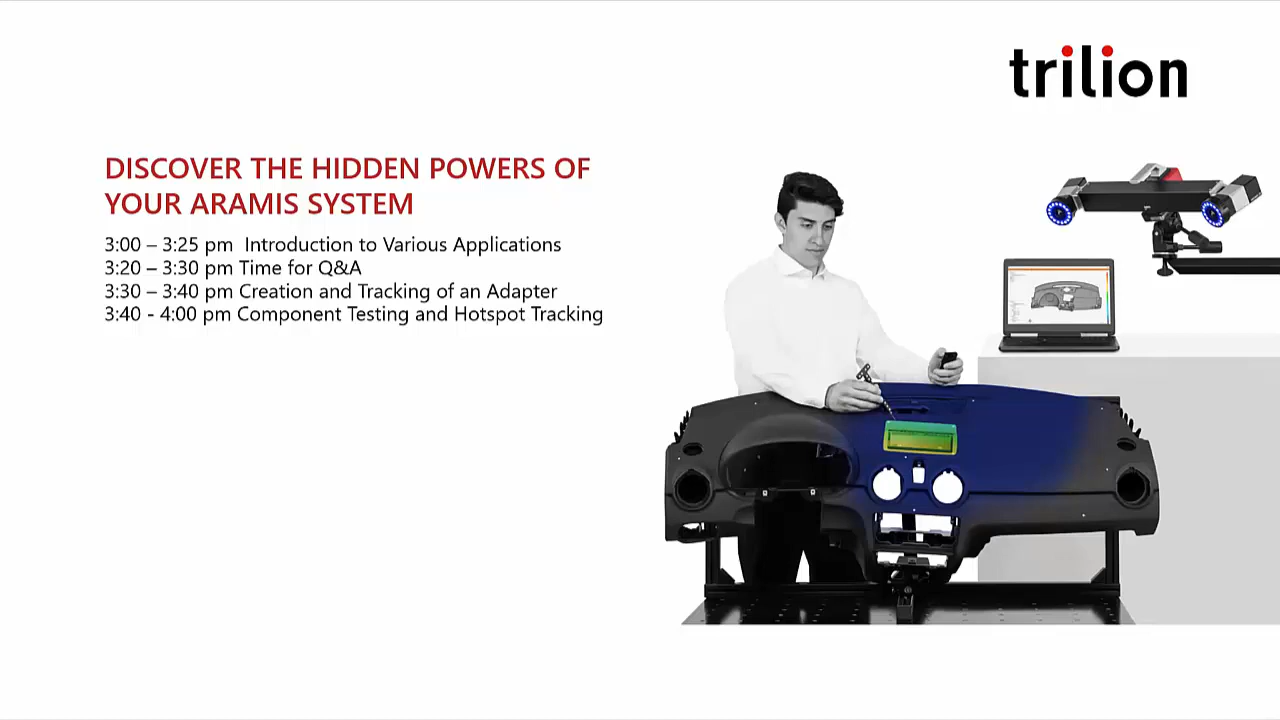 trilion
DISCOVER THE HIDDEN POWERS OF
YOUR ARAMIS SYSTEM
3:00 – 3:25 pm  Introduction to Various Applications
3:20 – 3:30 pm Time for Q&A
3:30 – 3:40 pm Creation and Tracking of an Adapter
3:40 - 4:00 pm Component Testing and Hotspot Tracking